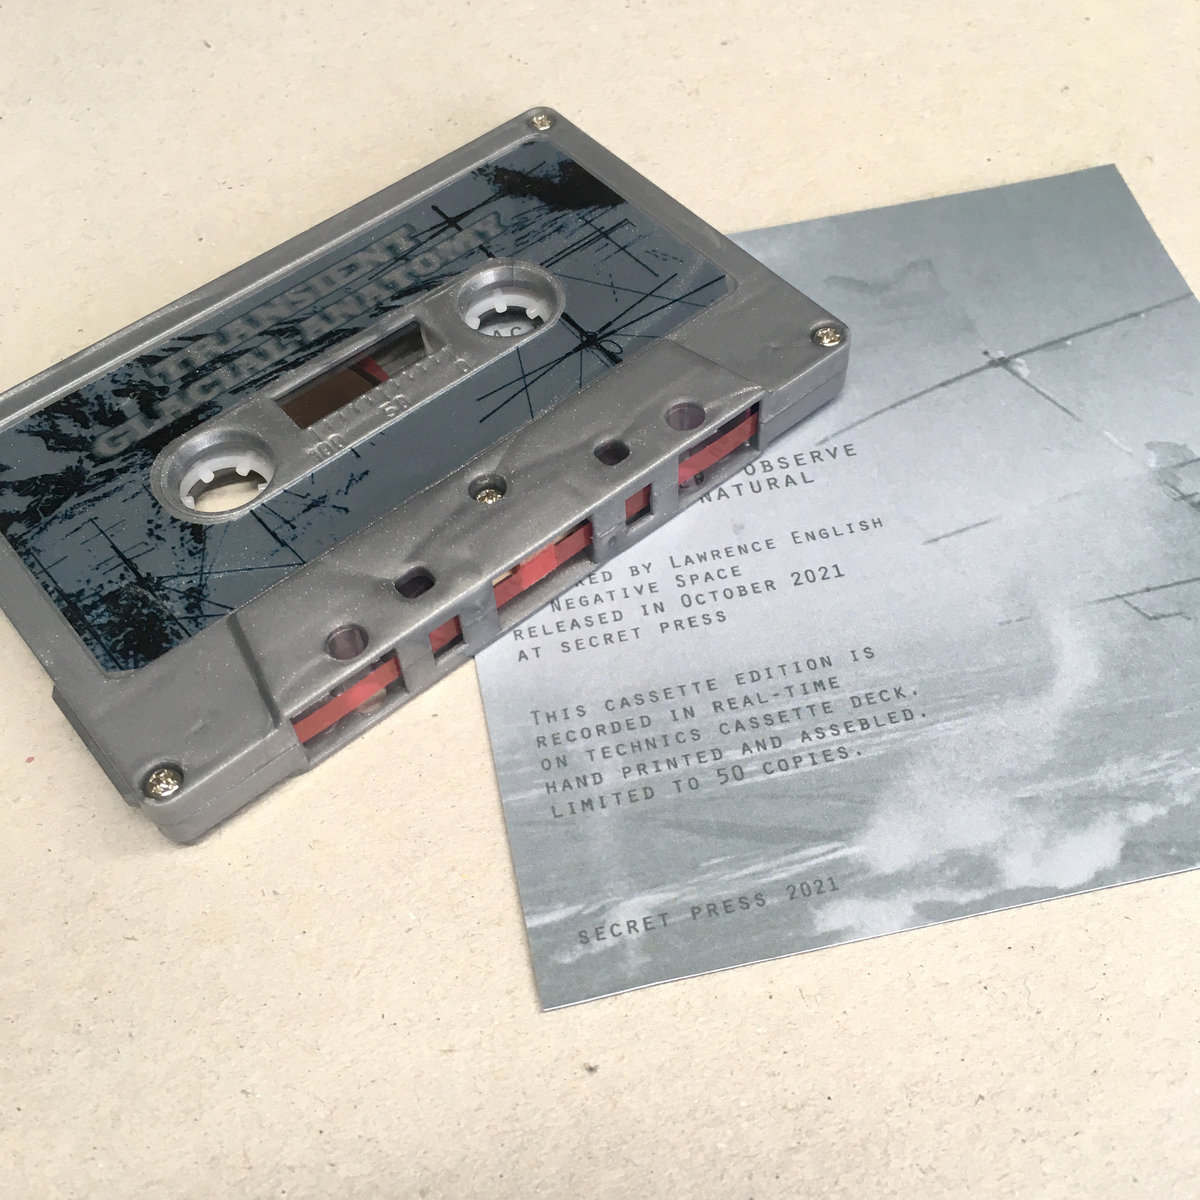 TRANSIENT
GLACIAL ANATOMY
100 50 0
OBSERVE
NATURAL
BY LAWRENCE ENGLISH
NEGATIVE SPACE
RELEASED IN OCTOBER 2021
AT SECRET PRESS
THIS CASSETTE EDITION IS
RECORDED IN REAL-TIME
ON TECHNICS CASSETTE DECK.
HAND PRINTED AND ASSEBLED.
LIMITED TO 50 COPIES.
SECRET PRESS 2021